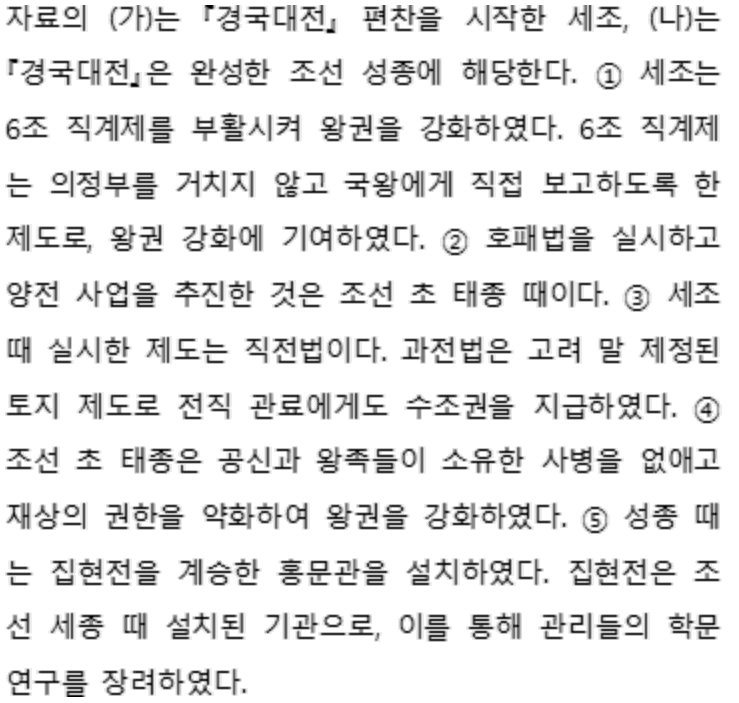 자료의 (가)는 『경국대전』 편찬을 시작한 세조, (나)는
『경국대전』은 완성한 조선 성종에 해당한다. ① 세조는
6조 직계제를 부활시켜 왕권을 강화하였다. 6조 직계제
는 의정부를 거치지 않고 국왕에게 직접 보고하도록 한
제도로, 왕권 강화에 기여하였다. ② 호패법을 실시하고
양전 사업을 추진한 것은 조선 초 태종 때이다. ③ 세조
때 실시한 제도는 직전법이다. 과전법은 고려 말 제정된
토지 제도로 전직 관료에게도 수조권을 지급하였다. ④
조선 초 태종은 공신과 왕족들이 소유한 사병을 없애고
재상의 권한을 약화하여 왕권을 강화하였다. ⑤ 성종 때
는 집현전을 계승한 홍문관을 설치하였다. 집현전은 조
선 세종 때 설치된 기관으로, 이를 통해 관리들의 학문
연구를 장려하였다.